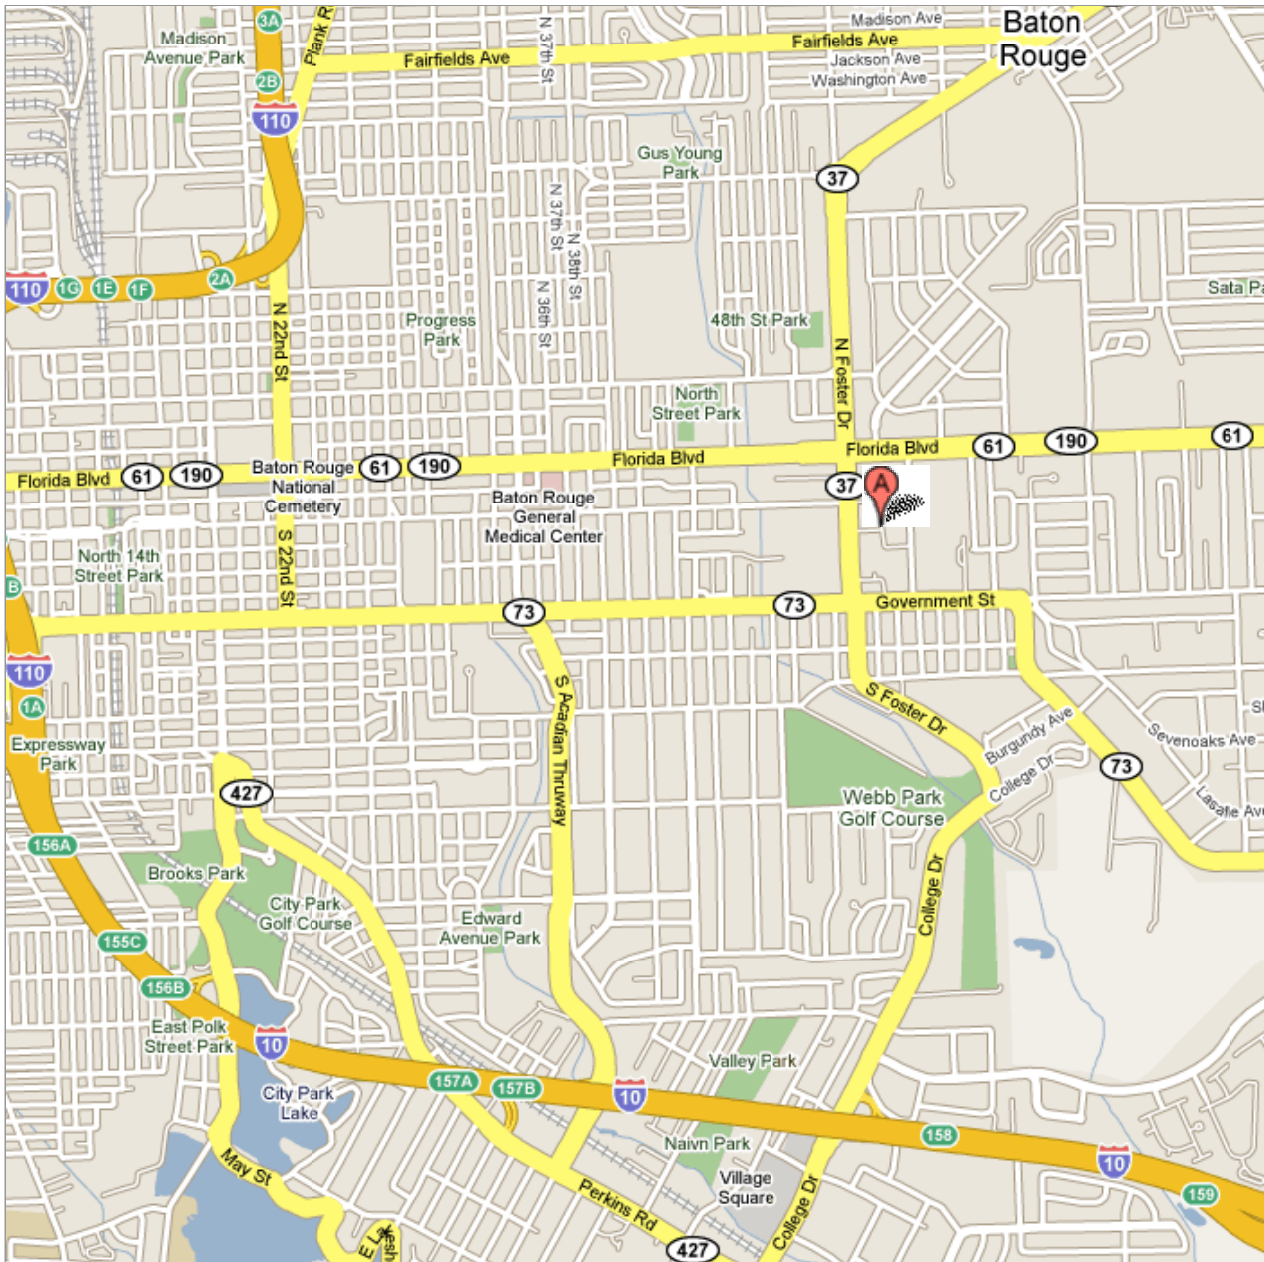 3A
Madison
Avenue Park
Plank R
Fairfields Ave
N 37th St
Madison Ave
Fairfields Ave
Jackson Ave
Washington Ave
Baton
Rouge
2B
110
Gus Young
Park
37
N 37th St
N 38th St
N 36th St
110
1G
1E
1F
2A
Sata Pa
N 22nd St
Progress
Park
48th St Park
N Foster Dr
North
Street Park
Florida Blvd
61
190
Baton Rouge
National
Cemetery
61
190
Florida Blvd
Florida Blvd
61
190
61
37
A
Baton Rouge
General
Medical Center
S 22nd St
North 14th
Street Park
B
73
73
Government St
110
1A
S Acadian Thruway
S Foster Dr
Burgundy Ave
College Dr
Sevenoaks Ave
Sh
73
Lasalle Ave
Expressway
Park
427
Webb Park
Golf Course
156A
Brooks Park
City Park
Golf Course
Edward
Avenue Park
College Dr
155C
156B
East Polk
Street Park
10
157A
157B
10
Valley Park
City Park
Lake
158
Naivn Park
10
May St
Village
Square
159
Perkins Rd
College Dr
427
E Lakesh